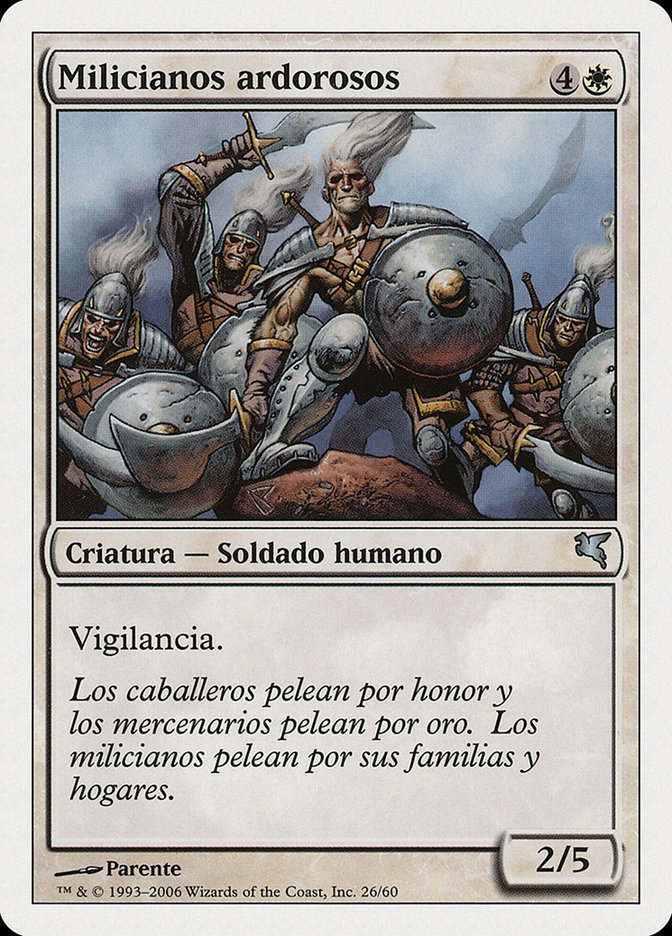 Milicianos ardorosos 4
Criatura — Soldado humano
Vigilancia.
Los caballeros pelean por honor y
los mercenarios pelean por oro. Los
milicianos pelean por sus familias y
hogares.
2/5
Parente
™ & © 1993–2006 Wizards of the Coast, Inc. 26/60